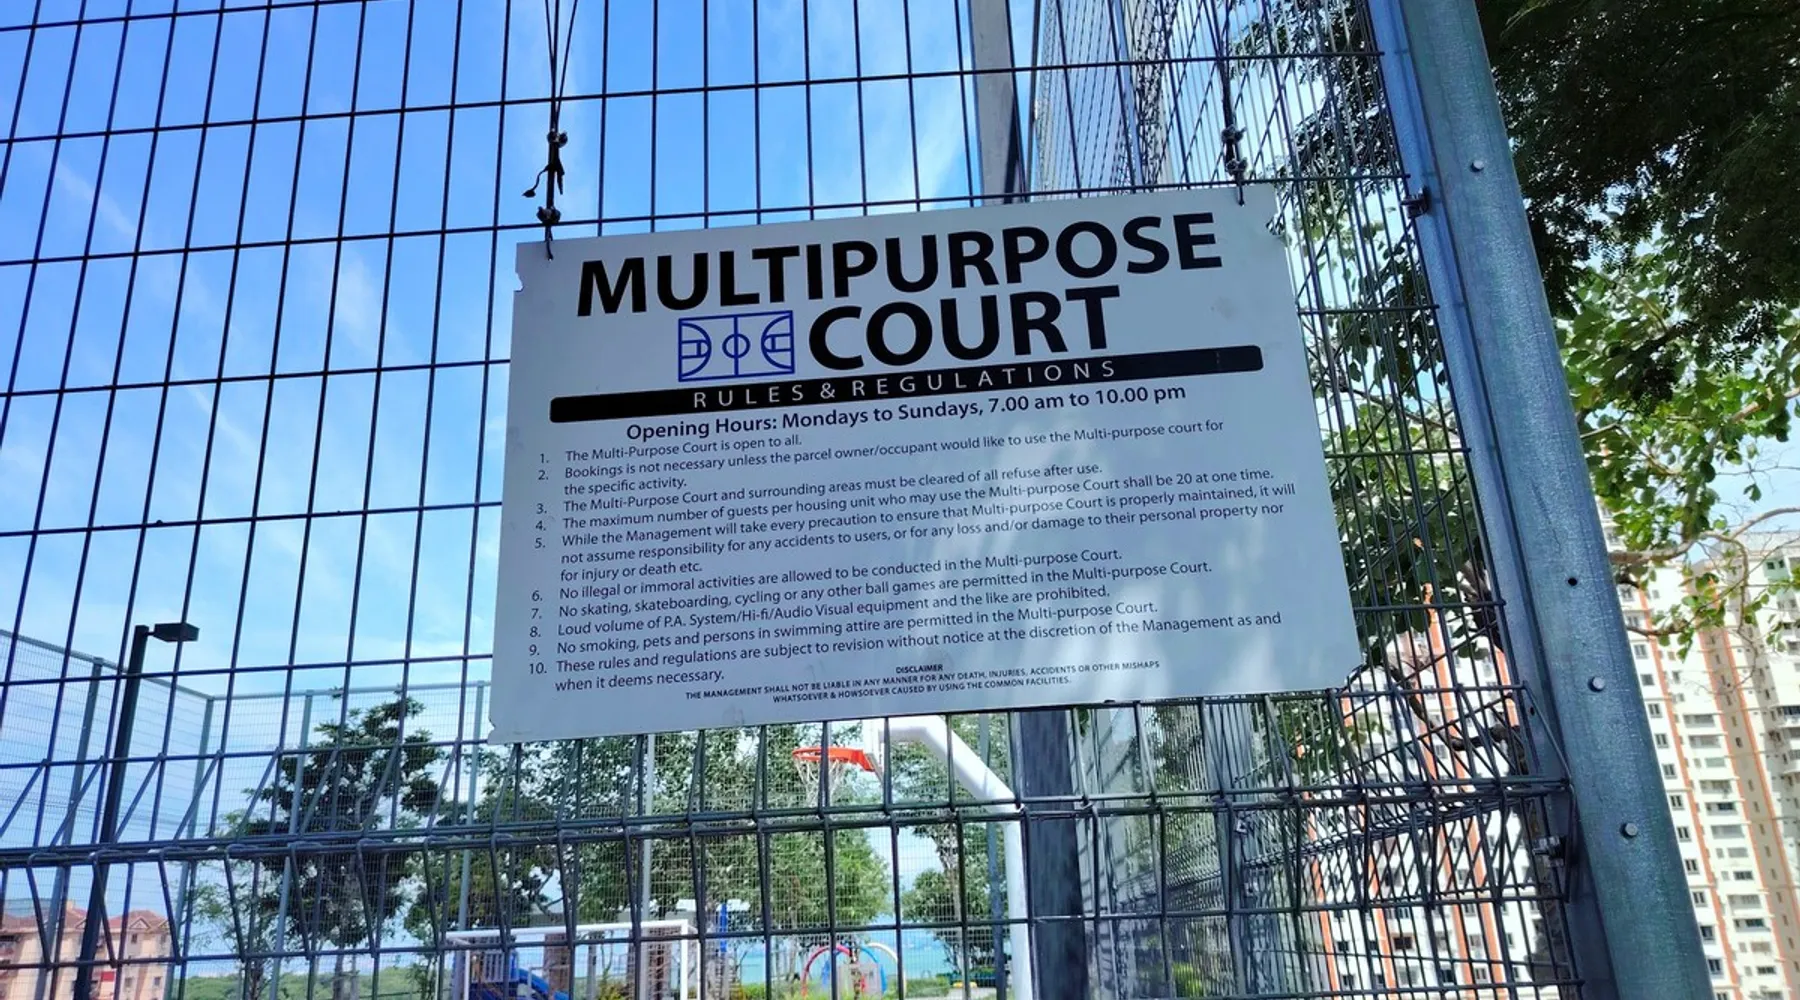 MULTIPURPOSE
COURT
RULES & REGULATIONS
Opening Hours: Mondays to Sundays, 7.00 am to 10.00 pm
1. The Multi-Purpose Court is open to all.
2. Bookings is not necessary unless the parcel owner/occupant would like to use the Multi-purpose court for
the specific activity.
3. The Multi-Purpose Court and surrounding areas must be cleared of all refuse after use.
4. The maximum number of guests per housing unit who may use the Multi-purpose Court shall be 20 at one time.
5. While the Management will take every precaution to ensure that Multi-purpose Court is properly maintained, it will
not assume responsibility for any accidents to users, or for any loss and/or damage to their personal property nor
for injury or death etc.
6. No illegal or immoral activities are allowed to be conducted in the Multi-purpose Court.
7. No skating, skateboarding, cycling or any other ball games are permitted in the Multi-purpose Court.
8. Loud volume of P.A. System/Hi-fi/Audio Visual equipment and the like are prohibited.
9. No smoking, pets and persons in swimming attire are permitted in the Multi-purpose Court.
10. These rules and regulations are subject to revision without notice at the discretion of the Management as and
when it deems necessary.
DISCLAIMER
THE MANAGEMENT SHALL NOT BE LIABLE IN ANY MANNER FOR ANY DEATH, INJURIES, ACCIDENTS OR OTHER MISHAPS
WHATSOEVER & HOWSOEVER CAUSED BY USING THE COMMON FACILITIES.